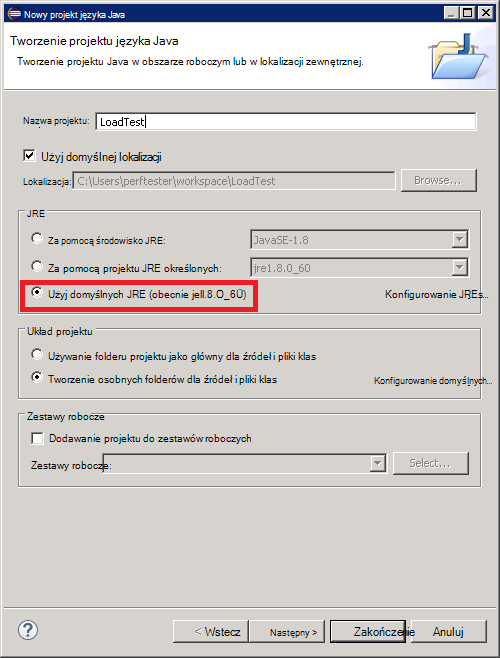 Nowy projekt języka Java
Tworzenie projektu języka Java
Tworzenie projektu Java w obszarze roboczym lub w lokalizacji zewnętrznej.
Nazwa projektu: LoadTest
Użyj domyślnej lokalizacji
Lokalizacja: C:\Users\perftester\workspace\LoadTest Browse...
JRE
Za pomocą środowisko JRE: JavaSE-1.8
Za pomocą projektu JRE określonych: jre1.8.0_60
Użyj domyślnych JRE (obecnie jell.8.O_6U) Konfigurowanie JREs...
Układ projektu
Używanie folderu projektu jako główny dla źródeł i pliki klas
Tworzenie osobnych folderów dla źródeł i pliki klas Konfigurowanie domyślnych...
Zestawy robocze
Dodawanie projektu do zestawów roboczych
Zestawy robocze: Select...
? < Wstecz Następny > Zakończenie Anuluj